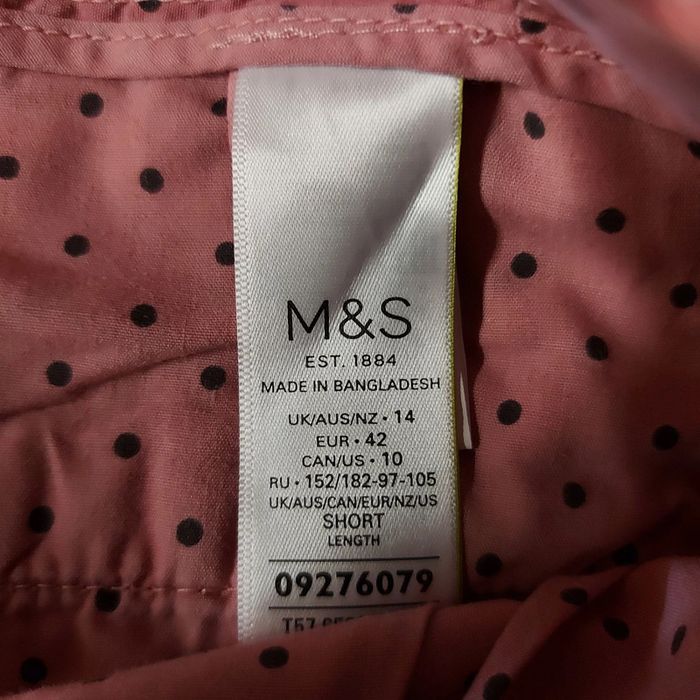 M&S
EST. 1884
MADE IN BANGLADESH
UK/AUS/NZ • 14
EUR • 42
CAN/US • 10
RU • 152/182-97-105
UK/AUS/CAN/EUR/NZ/US
SHORT
LENGTH
09276079
T57